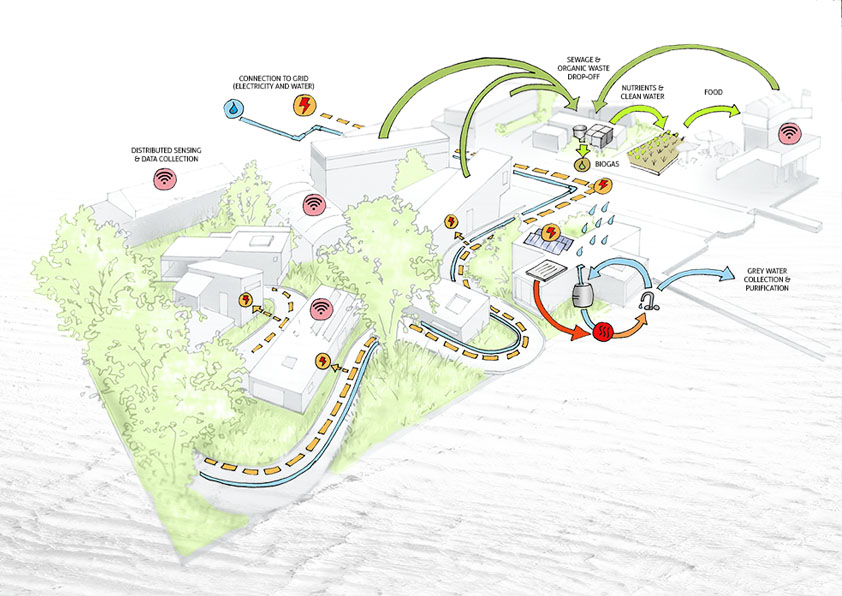 SEWAGE &
ORGANIC WASTE
DROP-OFF
CONNECTION TO GRID
(ELECTRICITY AND WATER)
NUTRIENTS &
CLEAN WATER
FOOD
DISTRIBUTED SENSING
& DATA COLLECTION
BIOGAS
GREY WATER
COLLECTION &
PURIFICATION